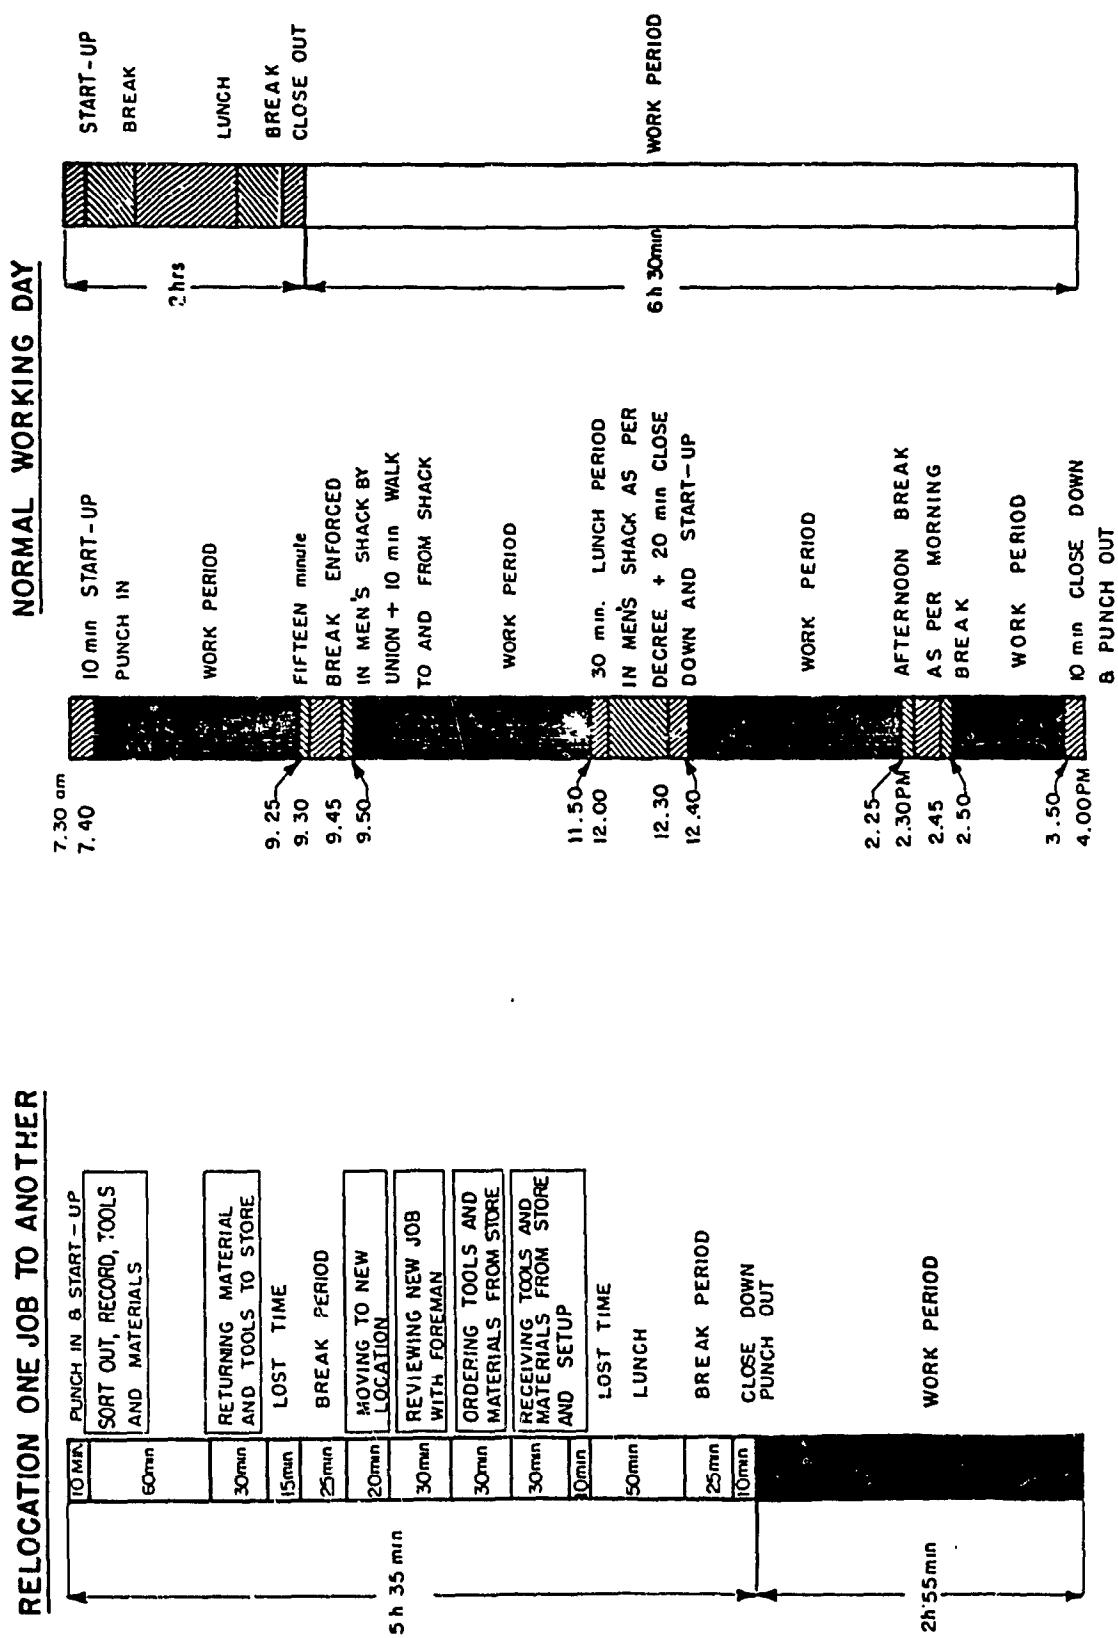 RELOCATION ONE JOB TO ANOTHER
10 MIN
PUNCH IN & START-UP
60min
SORT OUT, RECORD, TOOLS
AND MATERIALS
30min
RETURNING MATERIAL
AND TOOLS TO STORE
15min
LOST TIME
25min
BREAK PERIOD
20min
MOVING TO NEW
LOCATION
30min
REVIEWING NEW JOB
WITH FOREMAN
30min
ORDERING TOOLS AND
MATERIALS FROM STORE
30min
RECEIVING TOOLS AND
MATERIALS FROM STORE
AND SETUP
LOST TIME
50min
LUNCH
25min
BREAK PERIOD
10min
CLOSE DOWN
PUNCH OUT
WORK PERIOD
5h 35 min
2h 55min
NORMAL WORKING DAY
7.30 am
7.40
10 min START-UP
PUNCH IN
WORK PERIOD
9.25
9.30
9.45
9.50
FIFTEEN minute
BREAK ENFORCED
IN MEN'S SHACK BY
UNION + 10 min WALK
TO AND FROM SHACK
WORK PERIOD
11.50
12.00
12.30
12.40
30 min. LUNCH PERIOD
IN MEN'S SHACK AS PER
DECREE + 20 min CLOSE
DOWN AND START-UP
WORK PERIOD
2.25
2.30PM
2.45
2.50
AFTERNOON BREAK
AS PER MORNING
BREAK
WORK PERIOD
3.50
4.00PM
10 min CLOSE DOWN
& PUNCH OUT
2hrs
6h 30min
START-UP
BREAK
LUNCH
BREAK
CLOSE OUT
WORK PERIOD